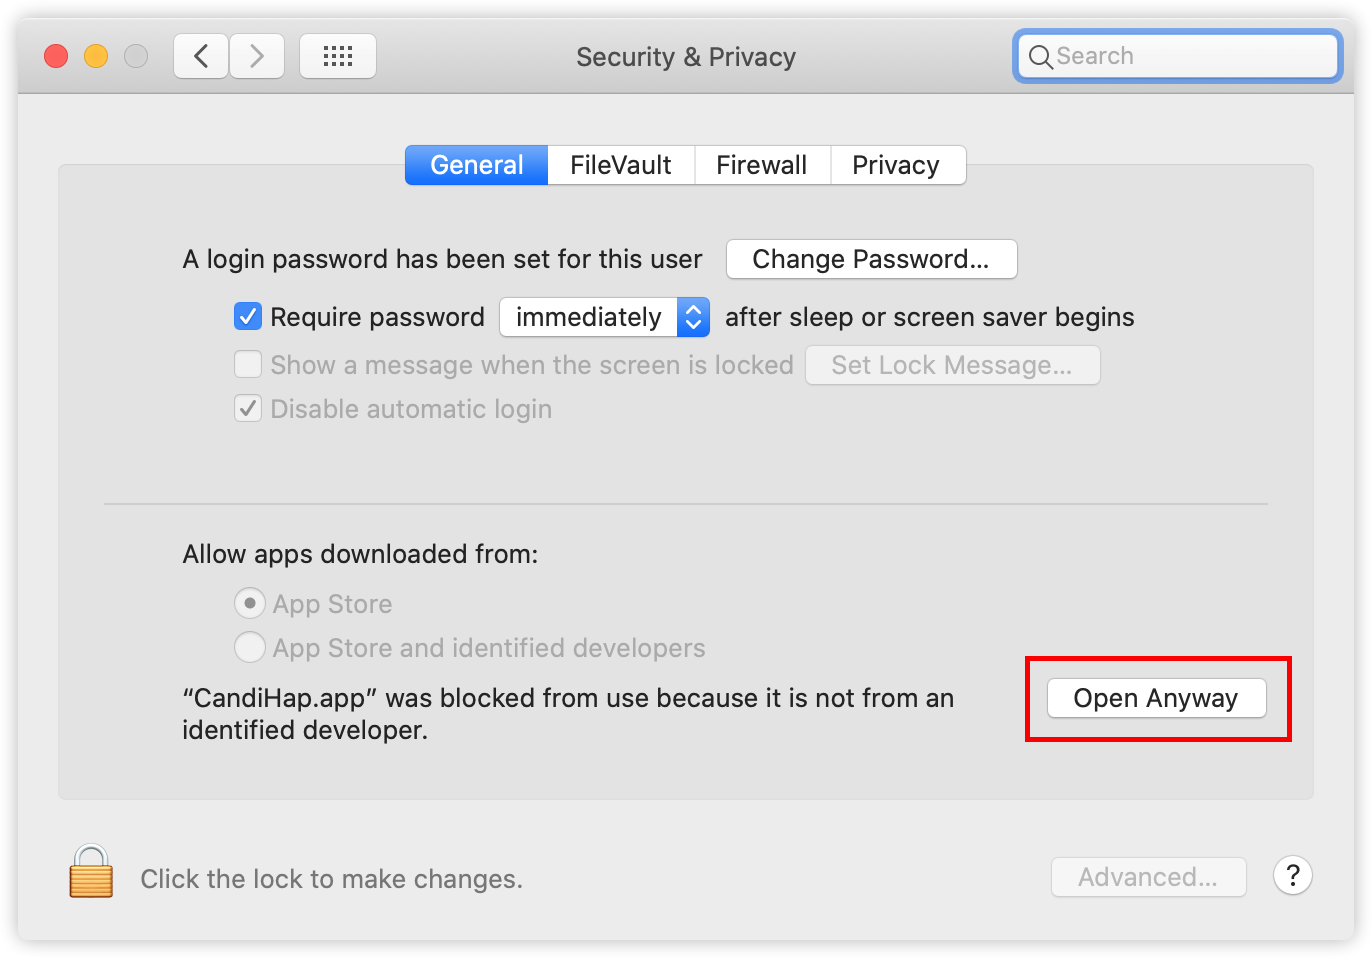 Security & Privacy
Search
General FileVault Firewall Privacy
A login password has been set for this user Change Password...
Require password immediately after sleep or screen saver begins
Show a message when the screen is locked Set Lock Message...
Disable automatic login
Allow apps downloaded from:
App Store
App Store and identified developers
“CandiHap.app” was blocked from use because it is not from an
identified developer.
Open Anyway
Click the lock to make changes.
Advanced...
?